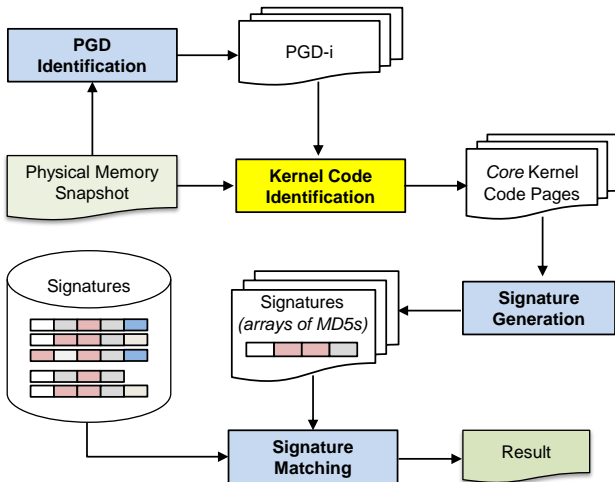 PGD
Identification
PGD-i
Physical Memory
Snapshot
Kernel Code
Identification
Core Kernel
Code Pages
Signatures
Signatures
(arrays of MD5s)
Signature
Generation
Signature
Matching
Result